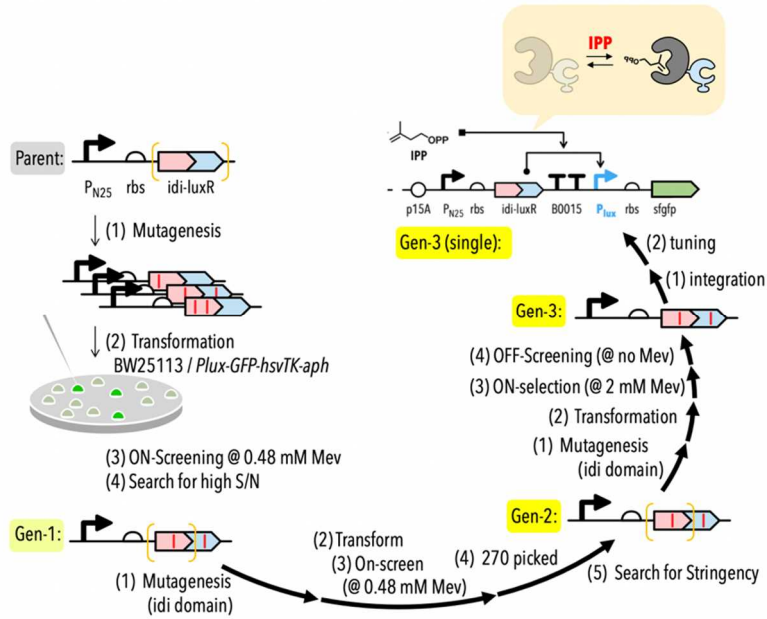 Parent:
PN25 rbs idi-luxR
(1) Mutagenesis
(2) Transformation
BW25113 / Plux-GFP-hsvTK-aph
(3) ON-Screening @ 0.48 mM Mev
(4) Search for high S/N
Gen-1:
(1) Mutagenesis
(idi domain)
(2) Transform
(3) On-screen
(@ 0.48 mM Mev)
(4) 270 picked
Gen-2:
(5) Search for Stringency
(1) Mutagenesis
(idi domain)
(2) Transformation
(3) ON-selection (@ 2 mM Mev)
(4) OFF-Screening (@ no Mev)
Gen-3:
(1) integration
(2) tuning
Gen-3 (single):
p15A PN25 rbs idi-luxR B0015 Plux rbs sfgfp
OPP
IPP
IPP
OPP